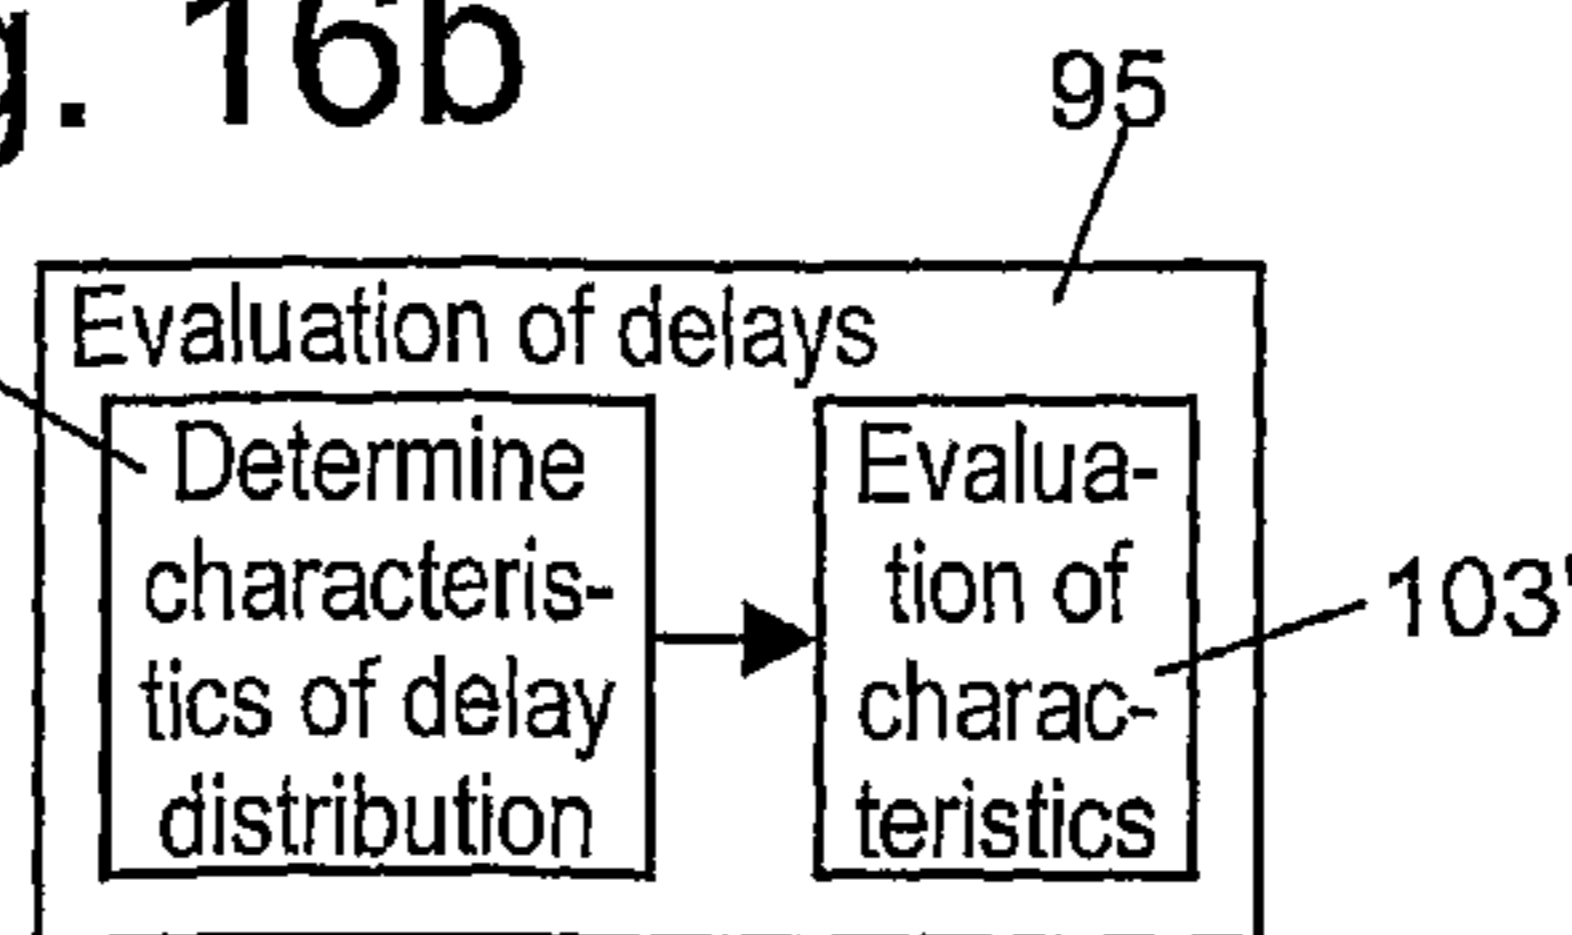 g. 16b
95
Evaluation of delays
Determine
characteris-
tics of delay
distribution
Evalua-
tion of
charac-
teristics
103'